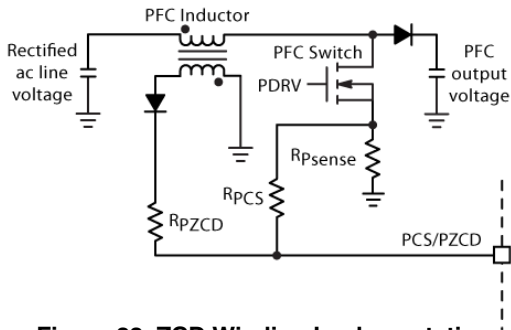 PFC Inductor
Rectified
ac line
voltage
PFC Switch
PDRV
PFC
output
voltage
RPsense
RPCS
RPZCD
PCS/PZCD